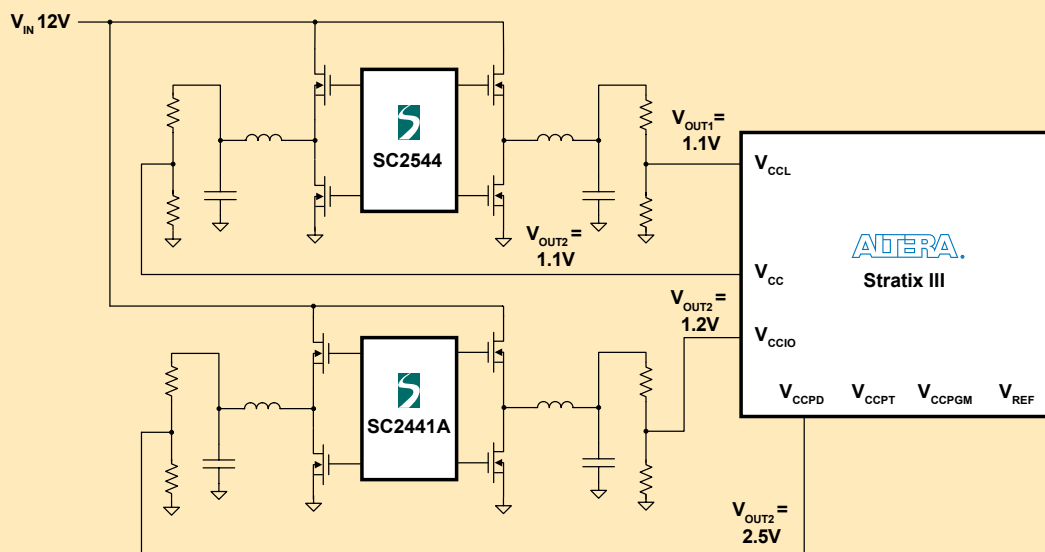 VIN 12V
SC2544
VOUT1 =
1.1V
VCCL
ALTERA.
Stratix III
VOUT2 =
1.1V
VCC
VOUT2 =
1.2V
VCCIO
VCCPD VCCPT VCCPGM VREF
SC2441A
VOUT2 =
2.5V